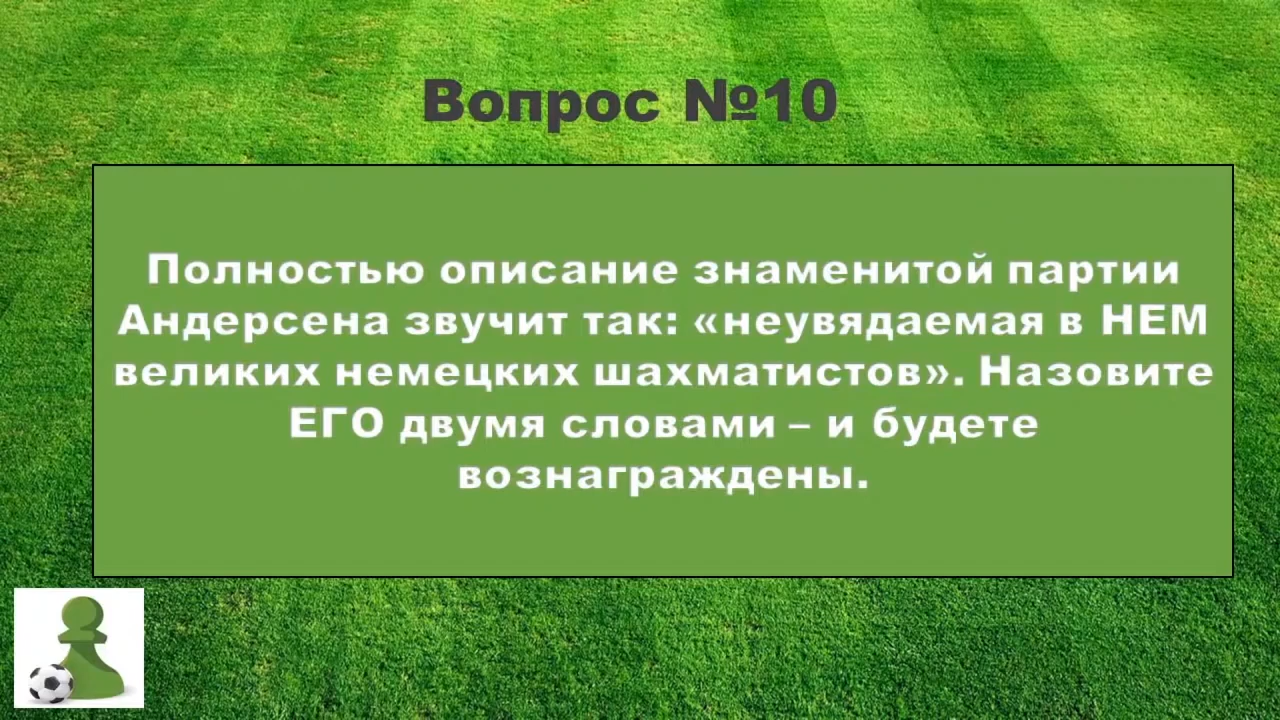 Вопрос №10
Полностью описание знаменитой партии
Андерсена звучит так: «неувядаемая в НЕМ
великих немецких шахматистов». Назовите
ЕГО двумя словами – и будете
вознаграждены.